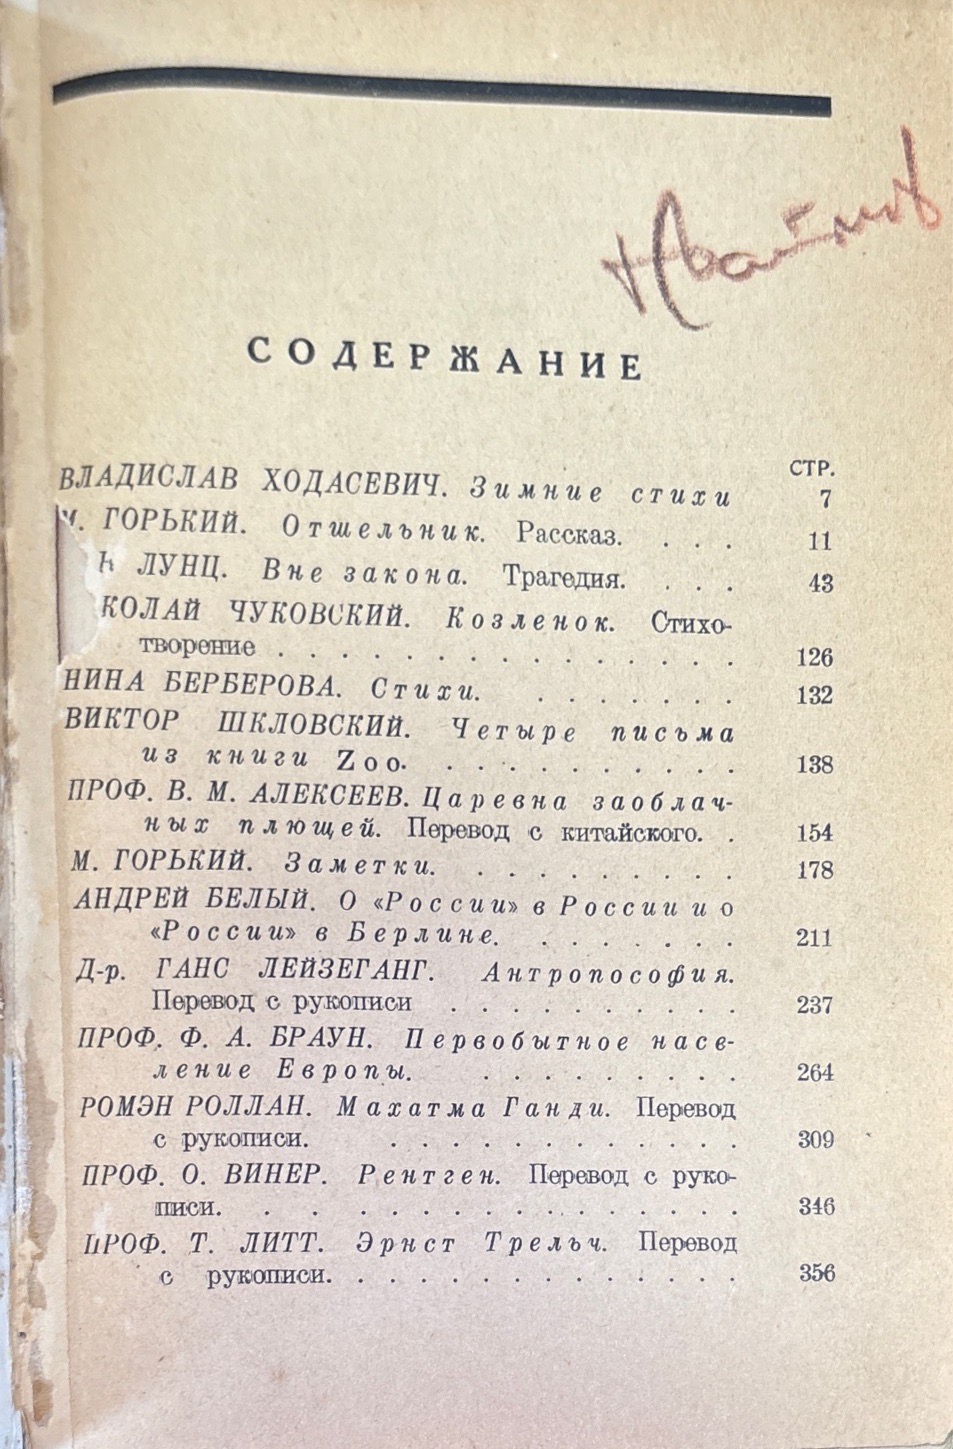 СОДЕРЖАНИЕ
СТР.
ВЛАДИСЛАВ ХОДАСЕВИЧ. Зимние стихи 7
М. ГОРЬКИЙ. Отшельник. Рассказ. . . . 11
Н ЛУНЦ. Вне закона. Трагедия. . . . 43
КОЛАЙ ЧУКОВСКИЙ. Козленок. Стихо-
творение . . . . . . . . . . . . . . . 126
НИНА БЕРБЕРОВА. Стихи. . . . . . . . 132
ВИКТОР ШКЛОВСКИЙ. Четыре письма
из книги Zoo. . . . . . . . . . . 138
ПРОФ. В. М. АЛЕКСЕЕВ. Царевна заоблач-
ных плющей. Перевод с китайского. . 154
М. ГОРЬКИЙ. Заметки. . . . . . . . . . 178
АНДРЕЙ БЕЛЫЙ. О «России» в России и о
«России» в Берлине. . . . . . . . 211
Д-р. ГАНС ЛЕЙЗЕГАНГ. Антропософия.
Перевод с рукописи . . . . . . . . . . 237
ПРОФ. Ф. А. БРАУН. Первобытное насе-
ление Европы. . . . . . . . . . 264
РОМЭН РОЛЛАН. Махатма Ганди. Перевод
с рукописи. . . . . . . . . . . . . 309
ПРОФ. О. ВИНЕР. Рентген. Перевод с руко-
писи. . . . . . . . . . . . . . . . 346
ПРОФ. Т. ЛИТТ. Эрнст Трельч. Перевод
с рукописи. . . . . . . . . . . . . . 356